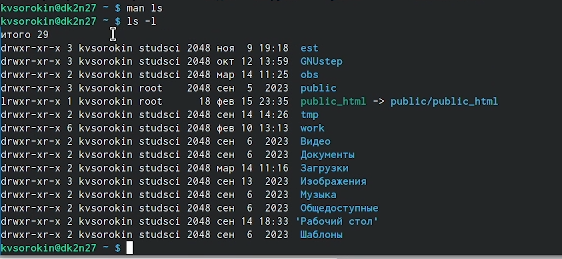 kvsorokin@dk2n27 ~ $ man ls
kvsorokin@dk2n27 ~ $ ls -l
итого 29
drwxr-xr-x 3 kvsorokin studsci 2048 ноя  9 19:18  est
drwxr-xr-x 3 kvsorokin studsci 2048 окт 12 13:59  GNUstep
drwxr-xr-x 2 kvsorokin studsci 2048 мар 14 11:25  obs
drwxr-xr-x 3 kvsorokin root    2048 сен  5  2023  public
lrwxr-xr-x 1 kvsorokin root      18 фев 15 23:35  public_html -> public/public_html
drwxr-xr-x 2 kvsorokin studsci 2048 сен 14 14:26  tmp
drwxr-xr-x 6 kvsorokin studsci 2048 фев 10 13:13  work
drwxr-xr-x 2 kvsorokin studsci 2048 сен  6  2023  Видео
drwxr-xr-x 2 kvsorokin studsci 2048 сен  6  2023  Документы
drwxr-xr-x 2 kvsorokin studsci 2048 мар 14 11:16  Загрузки
drwxr-xr-x 3 kvsorokin studsci 2048 сен 13  2023  Изображения
drwxr-xr-x 2 kvsorokin studsci 2048 сен  6  2023  Музыка
drwxr-xr-x 2 kvsorokin studsci 2048 сен  6  2023  Общедоступные
drwxr-xr-x 2 kvsorokin studsci 2048 сен 14 18:33 'Рабочий стол'
drwxr-xr-x 2 kvsorokin studsci 2048 сен  6  2023  Шаблоны
kvsorokin@dk2n27 ~ $